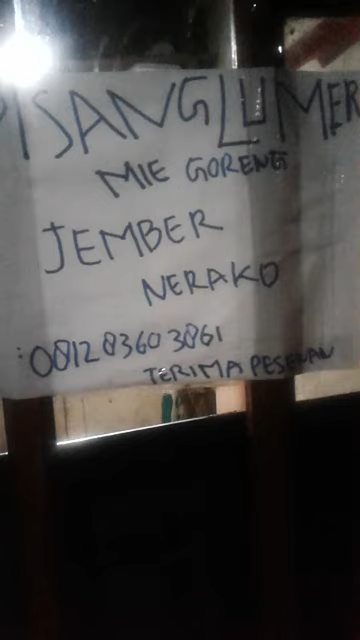 PISANG LUMER
MIE GORENG
JEMBER
NERAKO
: 0812 8360 3861
TERIMA PESENAN